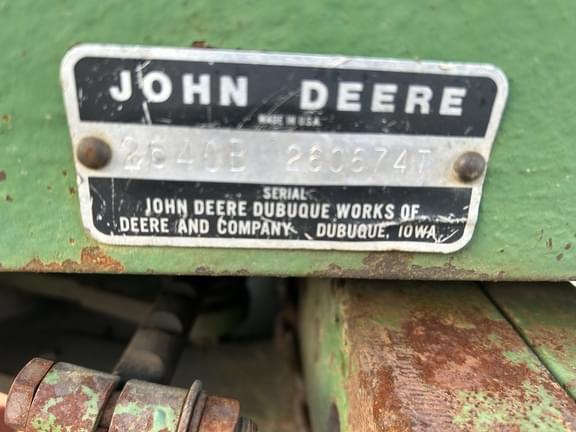 JOHN DEERE
MADE IN U.S.A.
2640B 260674T
SERIAL
JOHN DEERE DUBUQUE WORKS OF
DEERE AND COMPANY DUBUQUE, IOWA